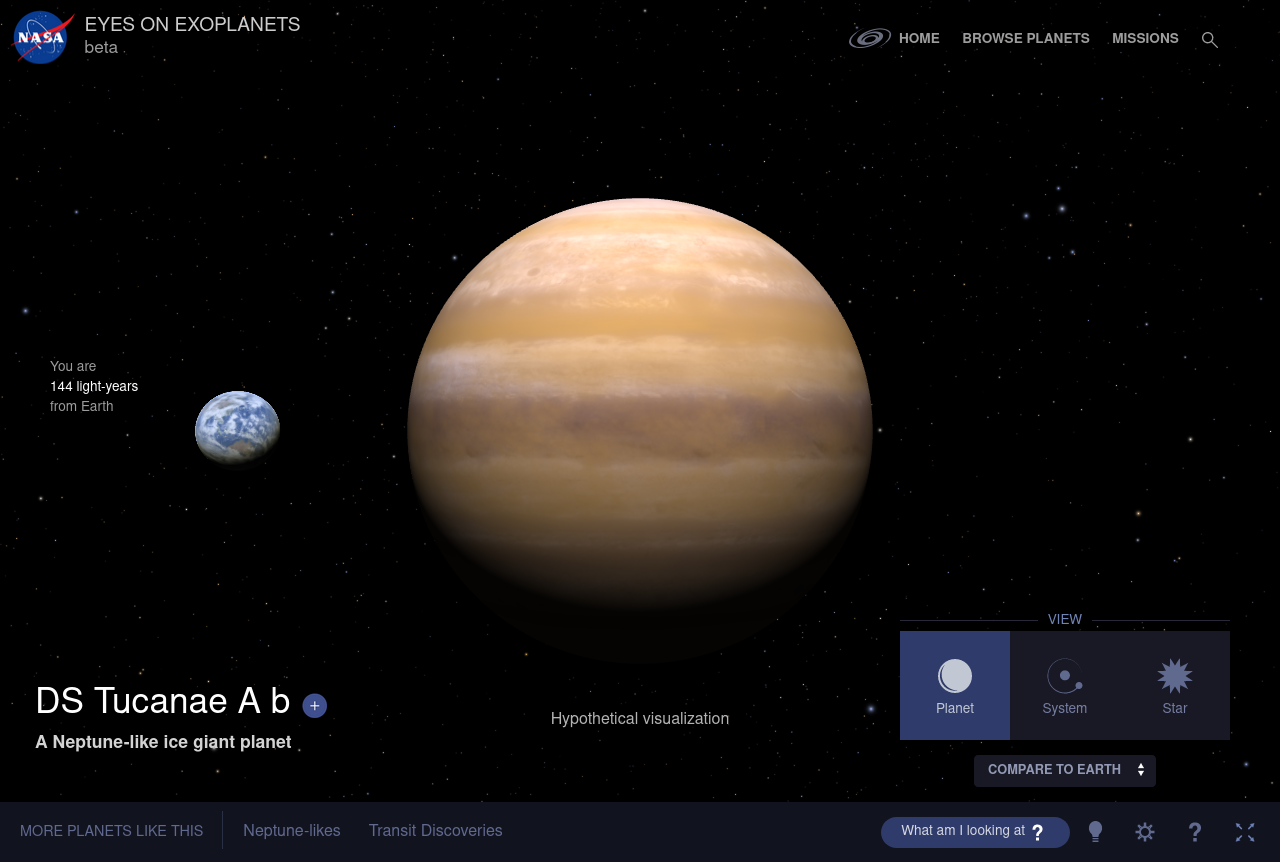 NASA
EYES ON EXOPLANETS
beta
HOME
BROWSE PLANETS
MISSIONS
You are
144 light-years
from Earth
DS Tucanae A b +
A Neptune-like ice giant planet
Hypothetical visualization
VIEW
Planet
System
Star
COMPARE TO EARTH
MORE PLANETS LIKE THIS
Neptune-likes
Transit Discoveries
What am I looking at ?
?